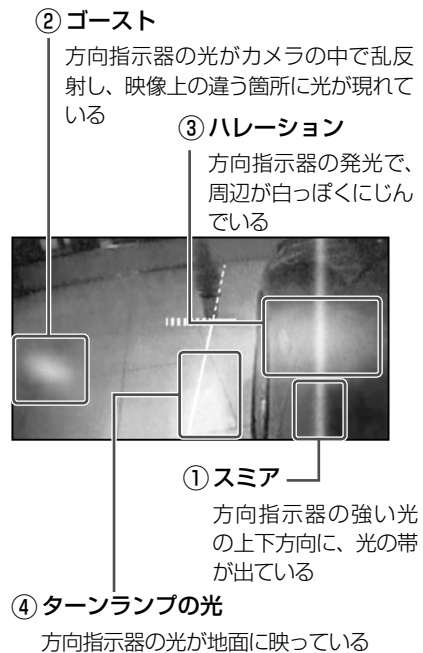 ② ゴースト
方向指示器の光がカメラの中で乱反
射し、映像上の違う箇所に光が現れて
いる
③ ハレーション
方向指示器の発光で、
周辺が白っぽくにじん
でいる
① スミア
方向指示器の強い光
の上下方向に、光の帯
が出ている
④ ターンランプの光
方向指示器の光が地面に映っている